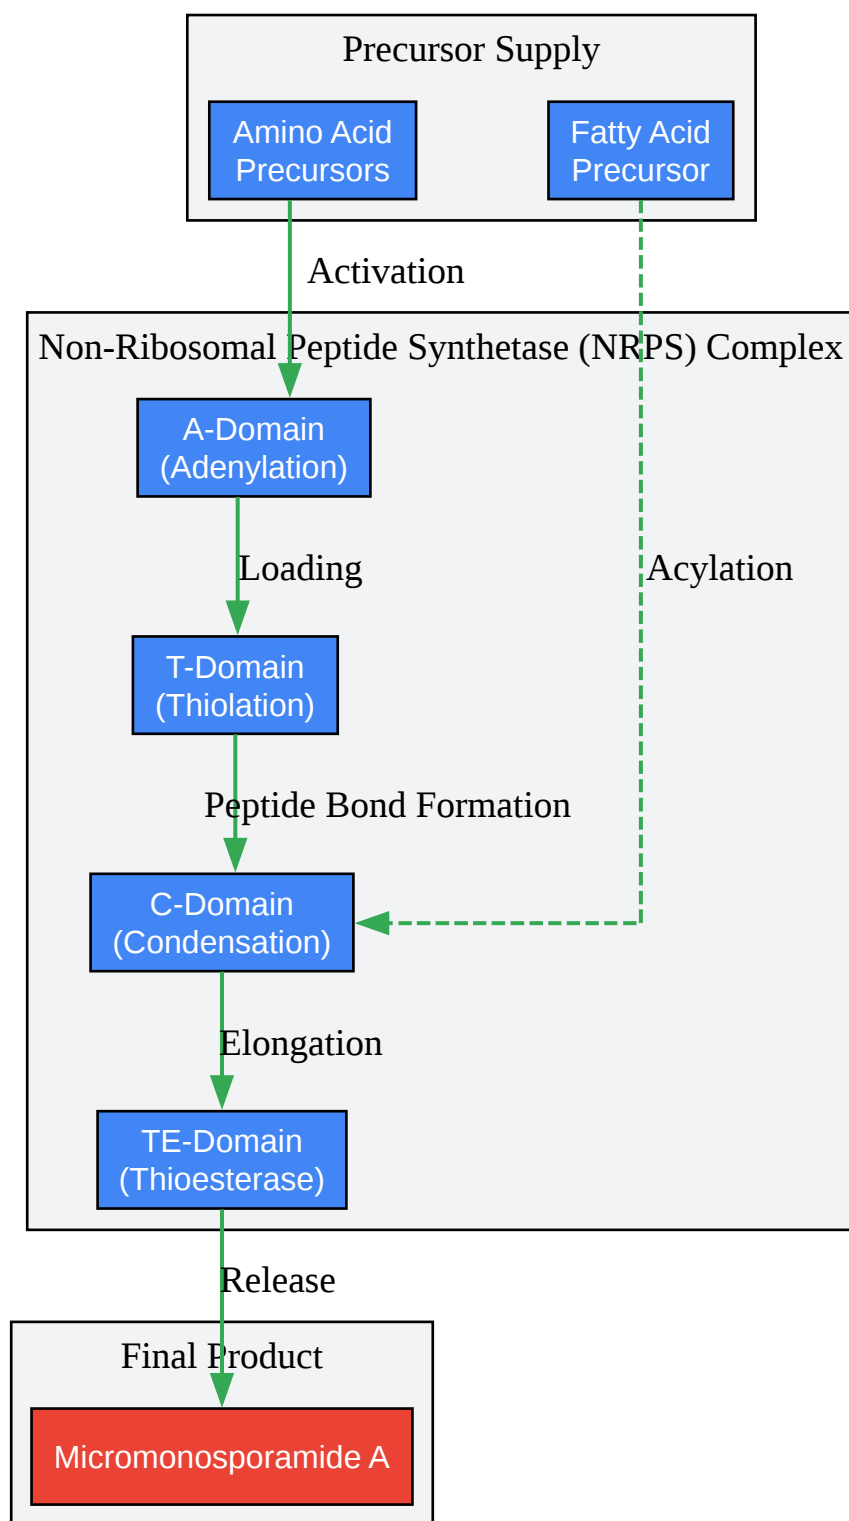 Precursor Supply
Amino Acid
Precursors
Fatty Acid
Precursor
Activation
Non-Ribosomal Peptide Synthetase (NRPS) Complex
A-Domain
(Adenylation)
Loading
Acylation
T-Domain
(Thiolation)
Peptide Bond Formation
C-Domain
(Condensation)
Elongation
TE-Domain
(Thioesterase)
Release
Final Product
Micromonosporamide A